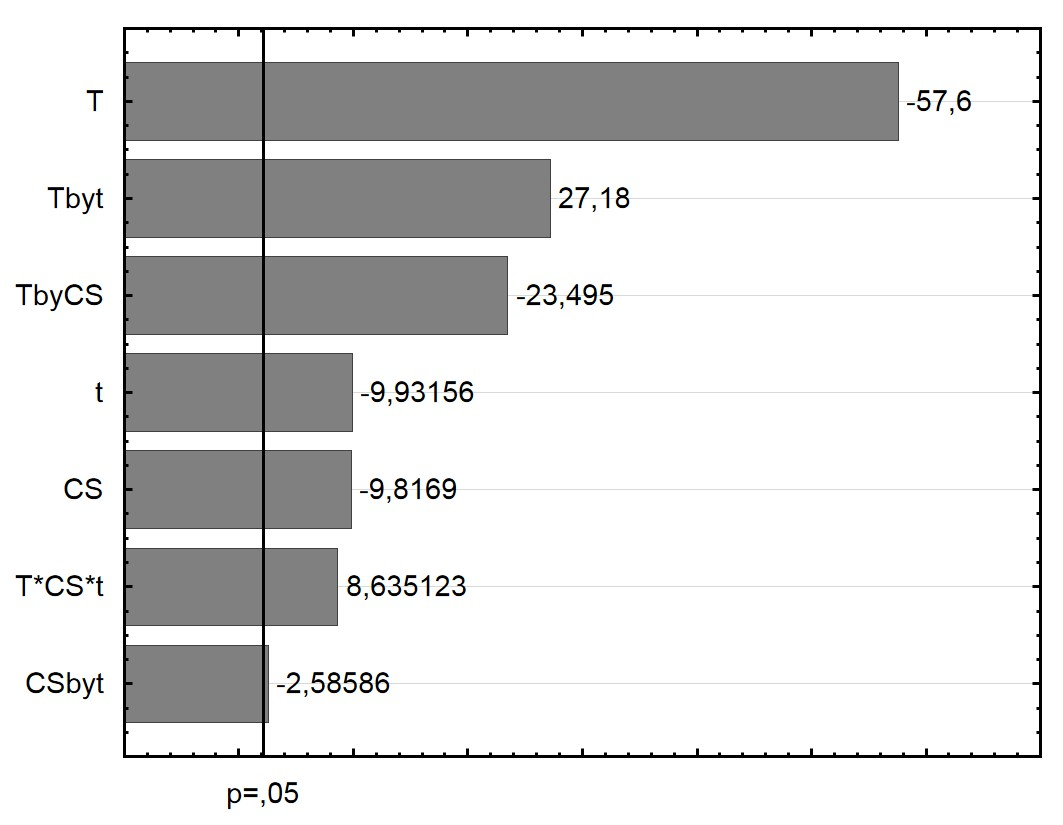 T -57,6
Tbyt 27,18
TbyCS -23,495
t -9,93156
CS -9,8169
T*CS*t 8,635123
CSbyt -2,58586
p=,05